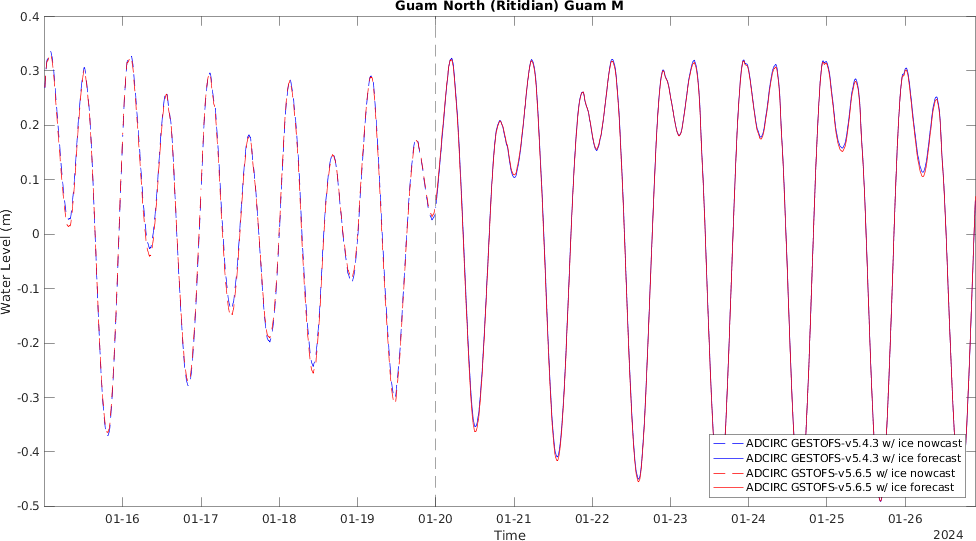 Guam North (Ritidian) Guam M
Water Level (m)
0.4
0.3
0.2
0.1
0
-0.1
-0.2
-0.3
-0.4
-0.5
ADCIRC GESTOFS-v5.4.3 w/ ice nowcast
ADCIRC GESTOFS-v5.4.3 w/ ice forecast
ADCIRC GSTOFS-v5.6.5 w/ ice nowcast
ADCIRC GSTOFS-v5.6.5 w/ ice forecast
01-16 01-17 01-18 01-19 01-20 01-21 01-22 01-23 01-24 01-25 01-26
Time
2024